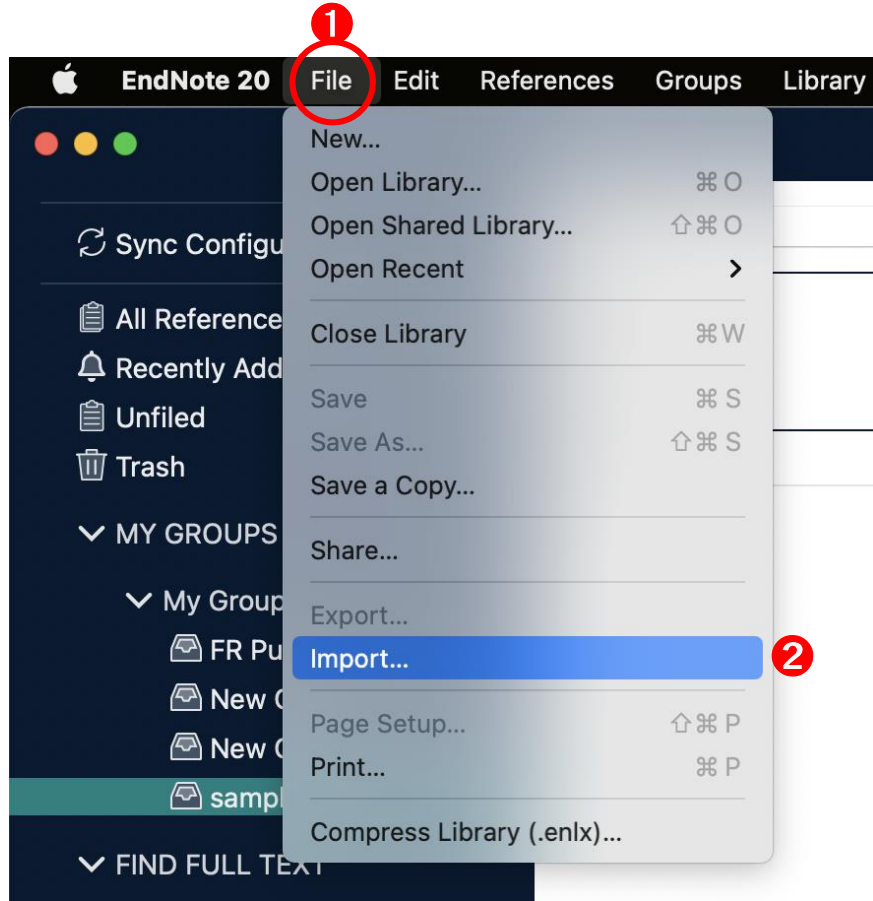 1
EndNote 20 File Edit References Groups Library
New...
Open Library... ⌘ O
Open Shared Library... ⇧ ⌘ O
Open Recent
Close Library ⌘ W
Save ⌘ S
Save As... ⇧ ⌘ S
Save a Copy...
Share...
Export...
Import... 2
Page Setup... ⇧ ⌘ P
Print... ⌘ P
Compress Library (.enlx)...
Sync Configu
All Reference
Recently Add
Unfiled
Trash
MY GROUPS
My Group
FR Pu
New
New
sampl
FIND FULL TEXT